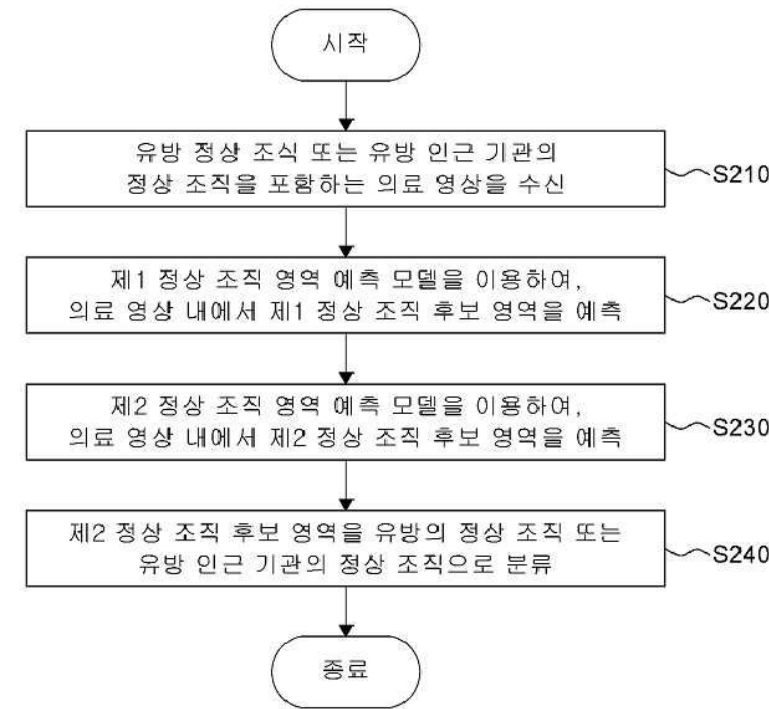 시작
유방 정상 조식 또는 유방 인근 기관의
정상 조직을 포함하는 의료 영상을 수신
S210
제1 정상 조직 영역 예측 모델을 이용하여,
의료 영상 내에서 제1 정상 조직 후보 영역을 예측
S220
제2 정상 조직 영역 예측 모델을 이용하여,
의료 영상 내에서 제2 정상 조직 후보 영역을 예측
S230
제2 정상 조직 후보 영역을 유방의 정상 조직 또는
유방 인근 기관의 정상 조직으로 분류
S240
종료